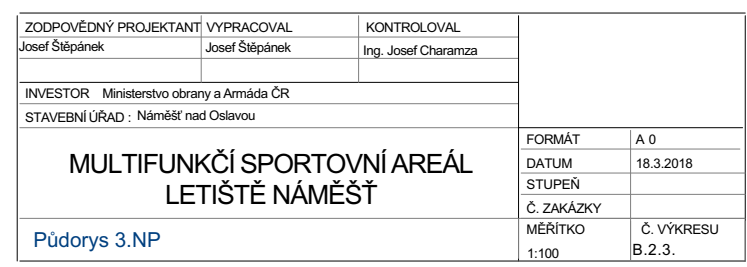 ZODPOVĚDNÝ PROJEKTANT VYPRACOVAL KONTROLOVAL
Josef Štěpánek Josef Štěpánek Ing. Josef Charamza
INVESTOR Ministerstvo obrany a Armáda ČR
STAVEBNÍ ÚŘAD : Náměšť nad Oslavou
MULTIFUNKČÍ SPORTOVNÍ AREÁL
LETIŠTĚ NÁMĚŠŤ
Půdorys 3.NP
FORMÁT A 0
DATUM 18.3.2018
STUPEŇ
Č. ZAKÁZKY
MĚŘÍTKO Č. VÝKRESU
1:100 B.2.3.